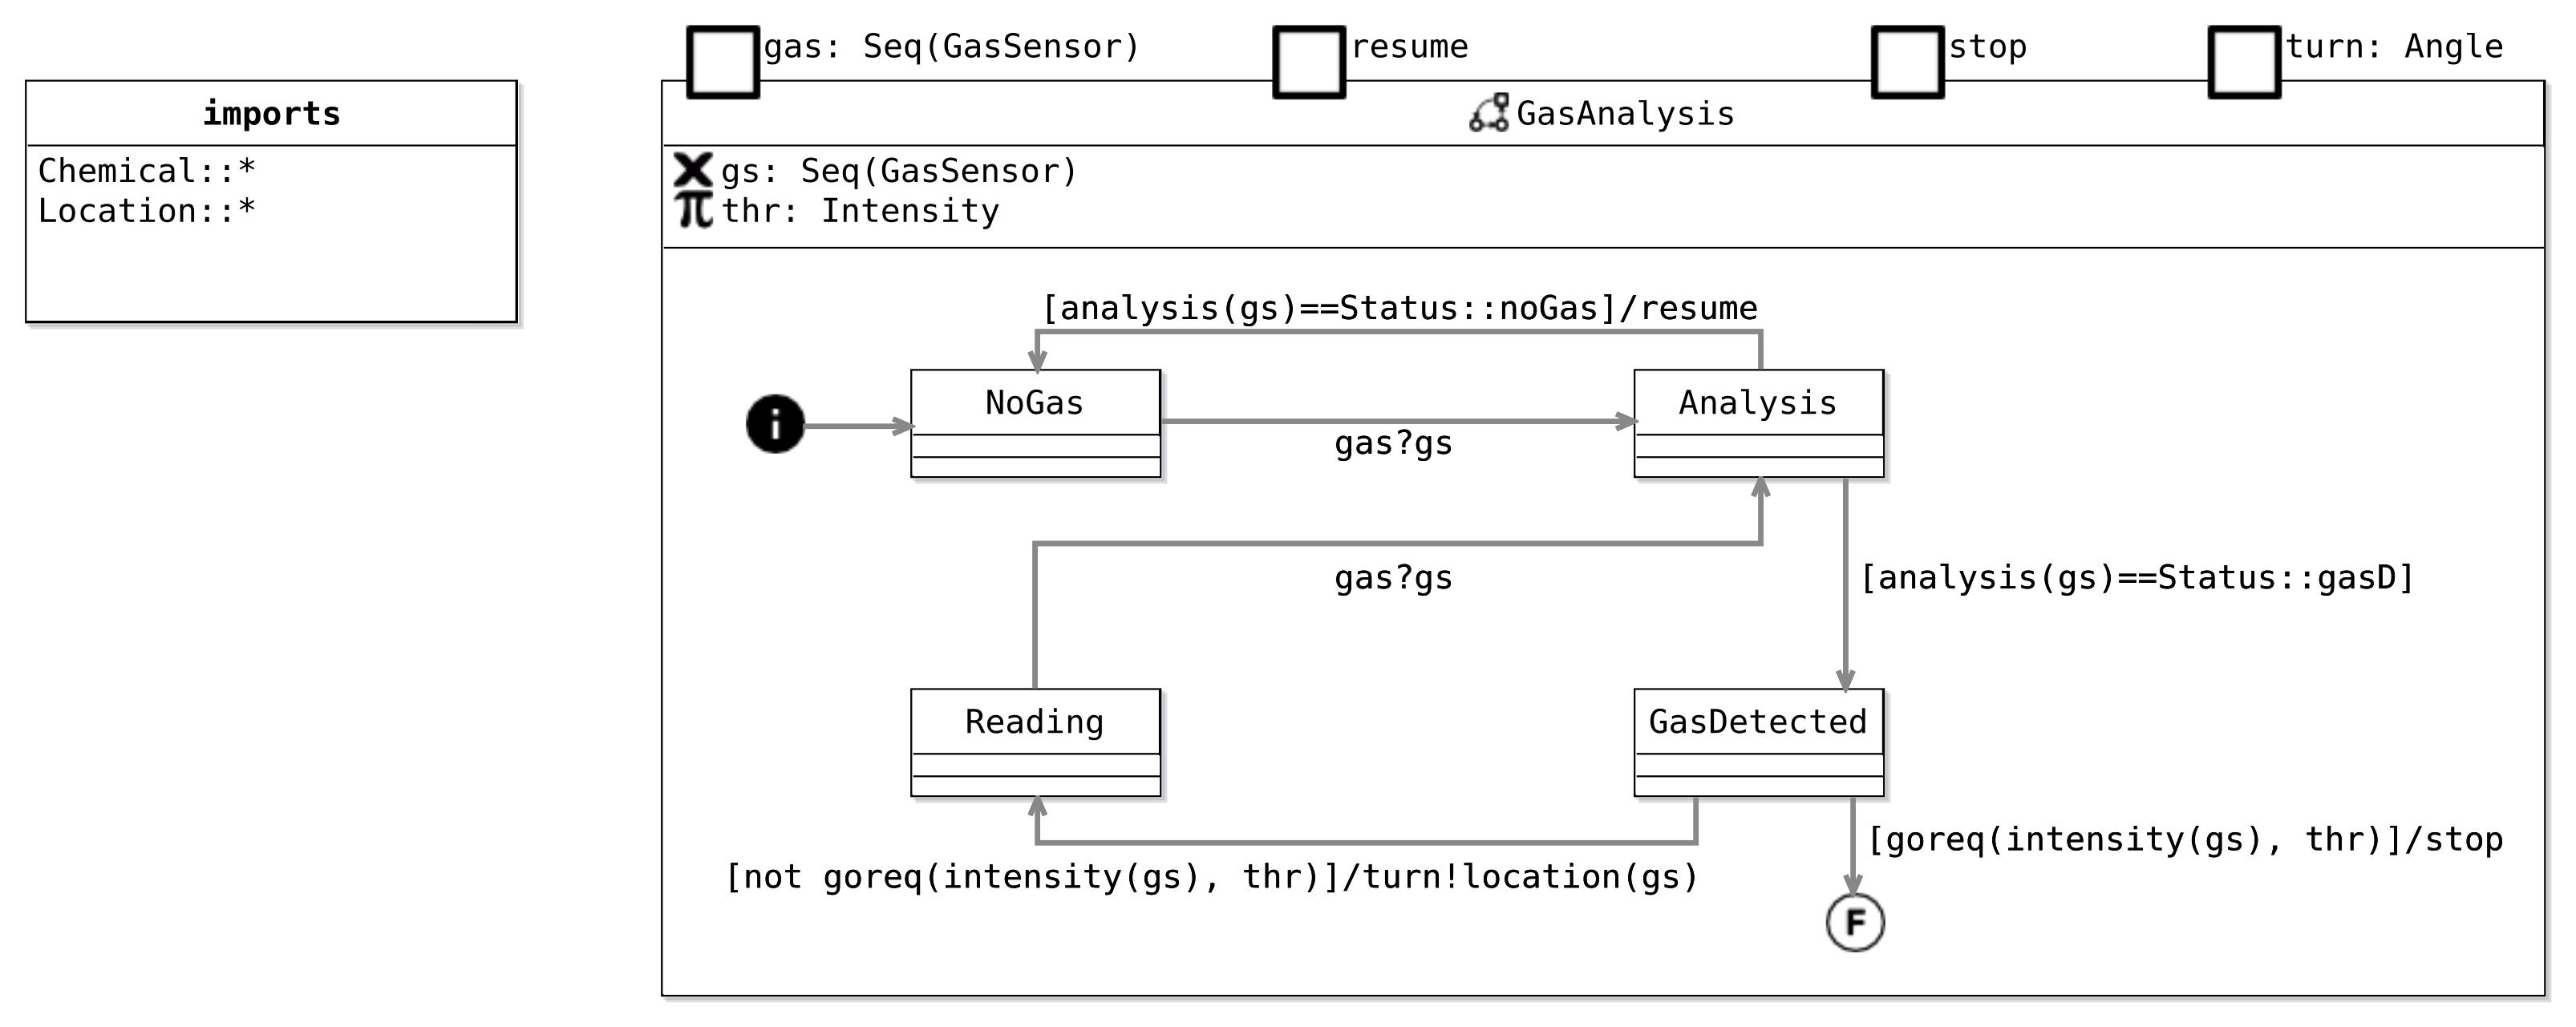 gas: Seq(GasSensor)
resume
stop
turn: Angle
imports
Chemical::*
Location::*
GasAnalysis
gs: Seq(GasSensor)
π thr: Intensity
[analysis(gs)==Status::noGas]/resume
i
NoGas
Analysis
gas?gs
gas?gs
[analysis(gs)==Status::gasD]
Reading
GasDetected
[goreq(intensity(gs), thr)]/stop
[not goreq(intensity(gs), thr)]/turn!location(gs)
F